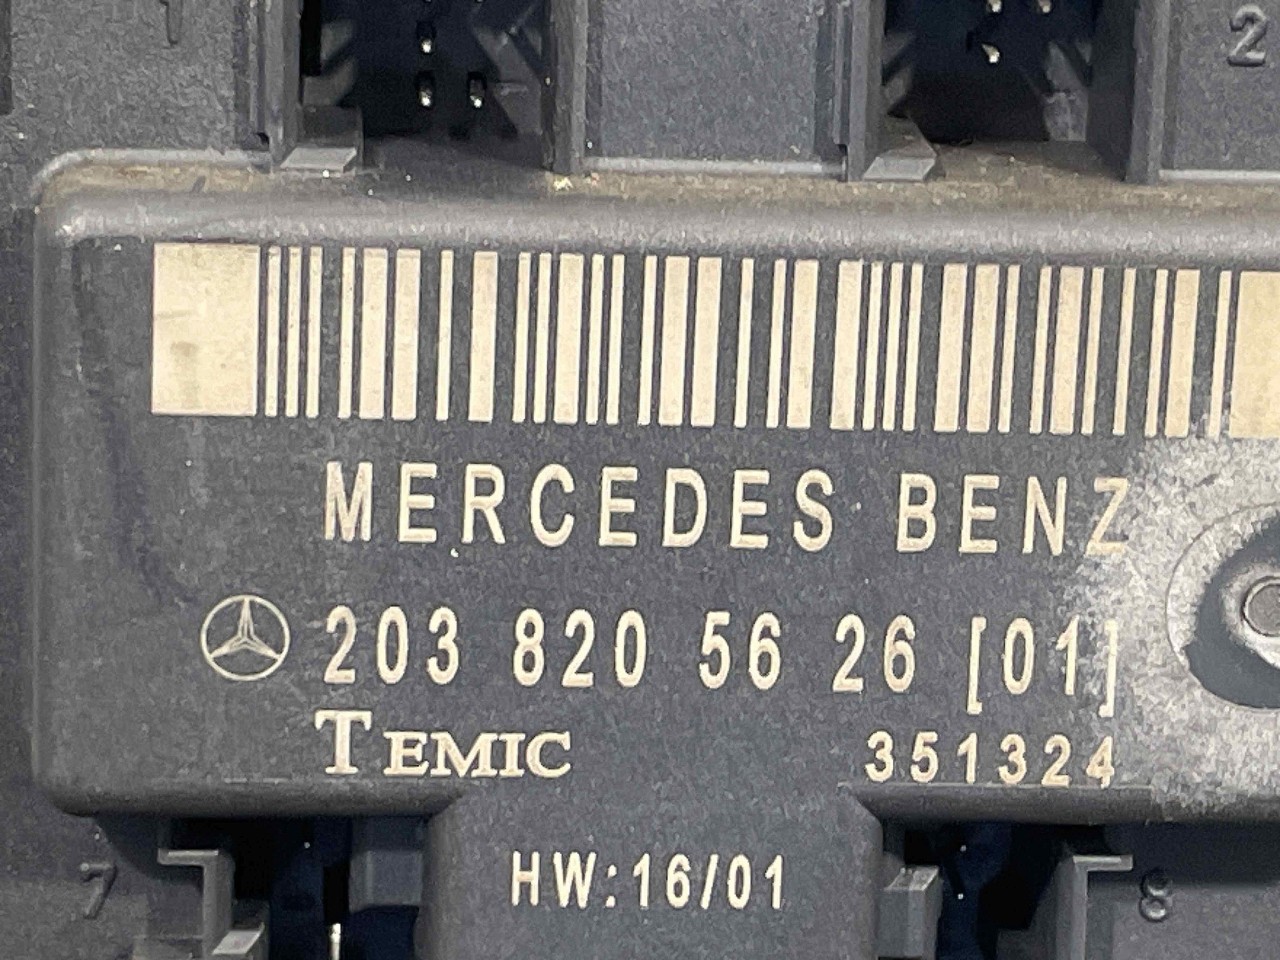 1
2
MERCEDES BENZ
203 820 56 26 [01]
TEMIC 351324
HW:16/01
7
8